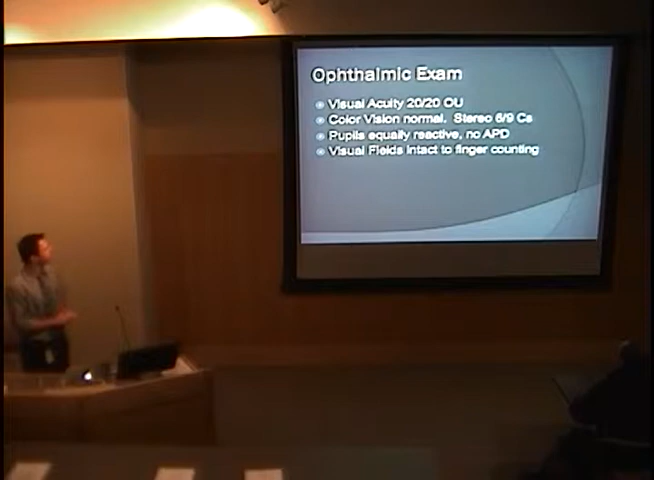 Ophthalmic Exam
Visual Acuity 20/20 OU
Color Vision normal. Stereo 6/9 Cs
Pupils equally reactive, no APD
Visual Fields intact to finger counting